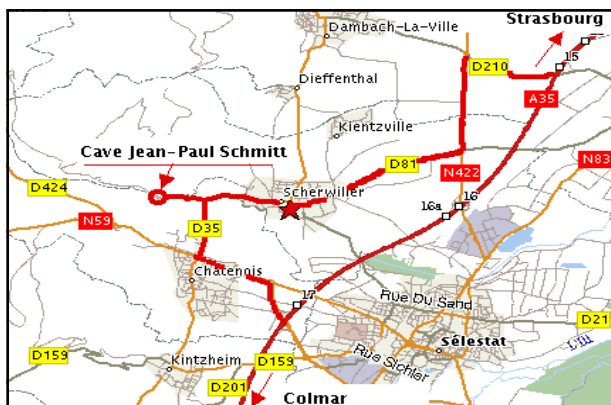 Strasbourg
Dambach-La-Ville
15
D210
Dieffenthal
A35
Kientzville
N83
Cave Jean-Paul Schmitt
D81
N422
D424
Scherwiller
16
16a
N59
D35
Chatenois
17
Rue Du Sand
D21
Sélestat
L'Ill
D159
D159
Rue Sichler
Kintzheim
D201
Colmar